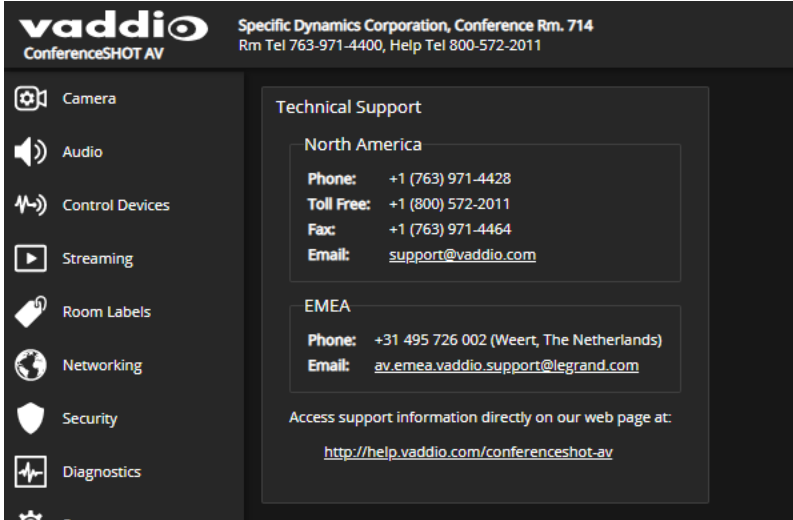 vaddio
ConferenceSHOT AV
Specific Dynamics Corporation, Conference Rm. 714
Rm Tel 763-971-4400, Help Tel 800-572-2011
Camera
Audio
Control Devices
Streaming
Room Labels
Networking
Security
Diagnostics
Technical Support
North America
Phone: +1 (763) 971-4428
Toll Free: +1 (800) 572-2011
Fax: +1 (763) 971-4464
Email: support@vaddio.com
EMEA
Phone: +31 495 726 002 (Weert, The Netherlands)
Email: av.emea.vaddio.support@legrand.com
Access support information directly on our web page at:
http://help.vaddio.com/conferenceshot-av